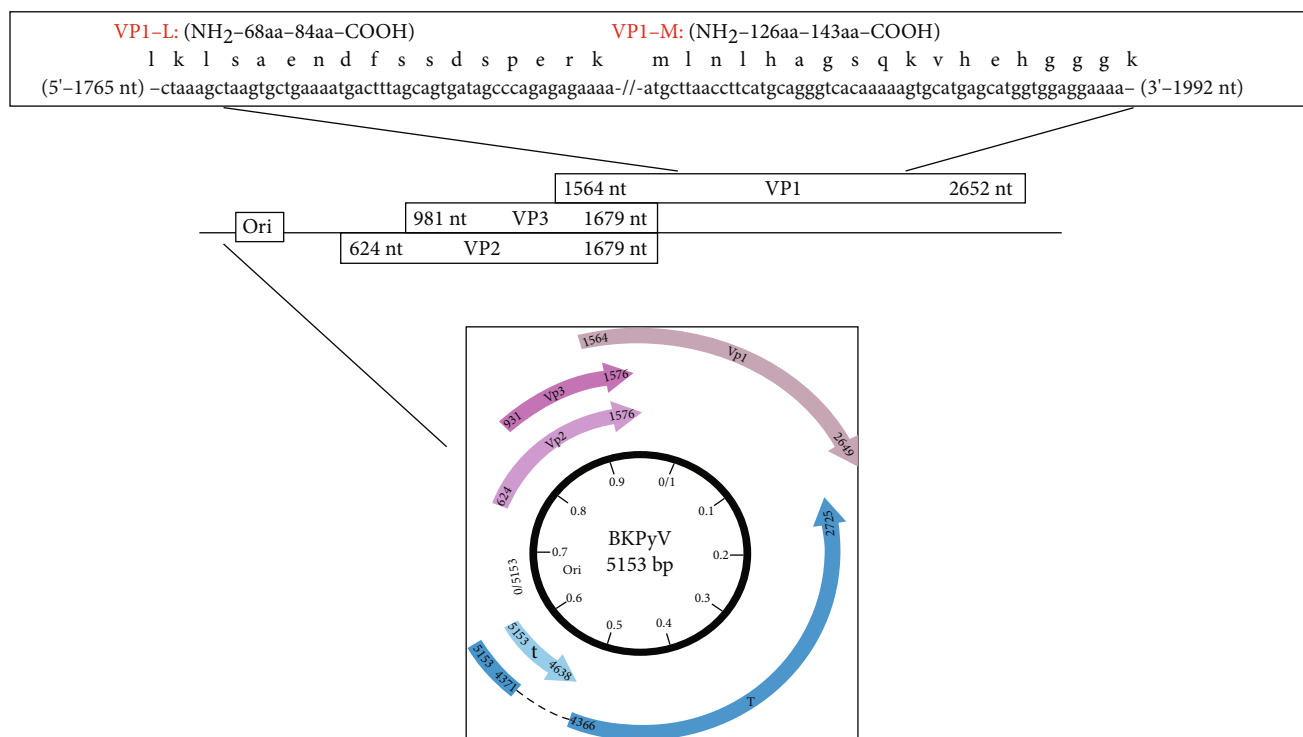 VP1–L: (NH2–68aa–84aa–COOH) VP1–M: (NH2–126aa–143aa–COOH)
l k l s a e n d f s s d s p e r k m l n l h a g s q k v h e h g g g k
(5'–1765 nt) –ctaaagctaagtgctgaaaatgactttagcagtgatagcccagagagaaaa-//-atgcttaaccttcatgcagggtcacaaaaagtgcatgagcatggtggaggaaaa– (3'–1992 nt)
1564 nt VP1 2652 nt
981 nt VP3 1679 nt
Ori
624 nt VP2 1679 nt
1564
Vp1
2649
931
Vp3
1576
624
Vp2
1576
0.9
0/1
0.8
0.1
BKPyV
5153 bp
0.7
0.2
Ori
0/5153
0.6
0.3
0.5
0.4
5153
t
4638
5153
4371
4366
T
2725